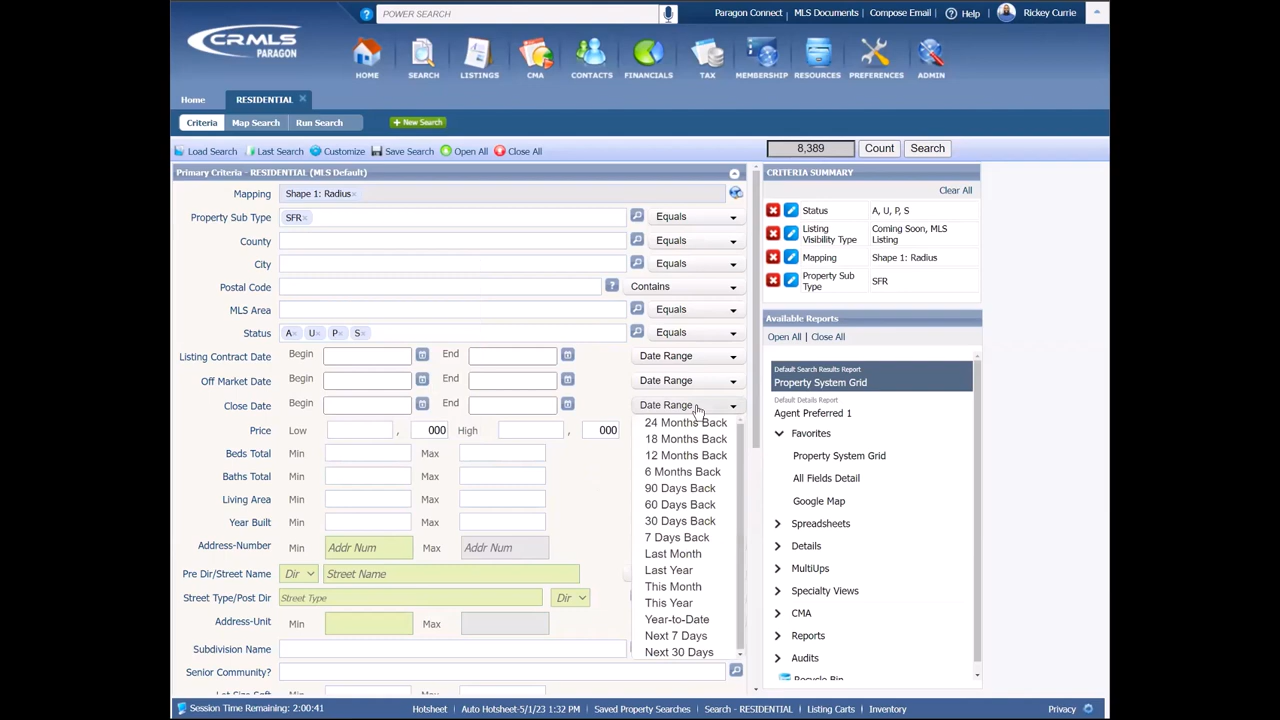 POWER SEARCH
Paragon Connect MLS Documents Compose Email Help Rickey Currie
CRMLS
PARAGON
HOME SEARCH LISTINGS CMA CONTACTS FINANCIALS TAX MEMBERSHIP RESOURCES PREFERENCES ADMIN
Home RESIDENTIAL
Criteria Map Search Run Search + New Search
Load Search Last Search Customize Save Search Open All Close All 8,389 Count Search
Primary Criteria - RESIDENTIAL (MLS Default)
Mapping Shape 1: Radius×
Property Sub Type SFR× Equals
County Equals
City Equals
Postal Code ? Contains
MLS Area Equals
Status A× U× P× S× Equals
Listing Contract Date Begin End Date Range
Off Market Date Begin End Date Range
Close Date Begin End Date Range
Price Low , 000 High , 000
Beds Total Min Max
Baths Total Min Max
Living Area Min Max
Year Built Min Max
Address-Number Min Addr Num Max Addr Num
Pre Dir/Street Name Dir Street Name
Street Type/Post Dir Street Type Dir
Address-Unit Min Max
Subdivision Name
Senior Community?
Lot Size Sqft Min Max
24 Months Back
18 Months Back
12 Months Back
6 Months Back
90 Days Back
60 Days Back
30 Days Back
7 Days Back
Last Month
Last Year
This Month
This Year
Year-to-Date
Next 7 Days
Next 30 Days
CRITERIA SUMMARY
Clear All
Status A, U, P, S
Listing Visibility Type Coming Soon, MLS Listing
Mapping Shape 1: Radius
Property Sub Type SFR
Available Reports
Open All | Close All
Default Search Results Report
Property System Grid
Default Details Report
Agent Preferred 1
Favorites
Property System Grid
All Fields Detail
Google Map
Spreadsheets
Details
MultiUps
Specialty Views
CMA
Reports
Audits
Recycle Bin
Session Time Remaining: 2:00:41 Hotsheet Auto Hotsheet-5/1/23 1:32 PM Saved Property Searches Search - RESIDENTIAL Listing Carts Inventory Privacy